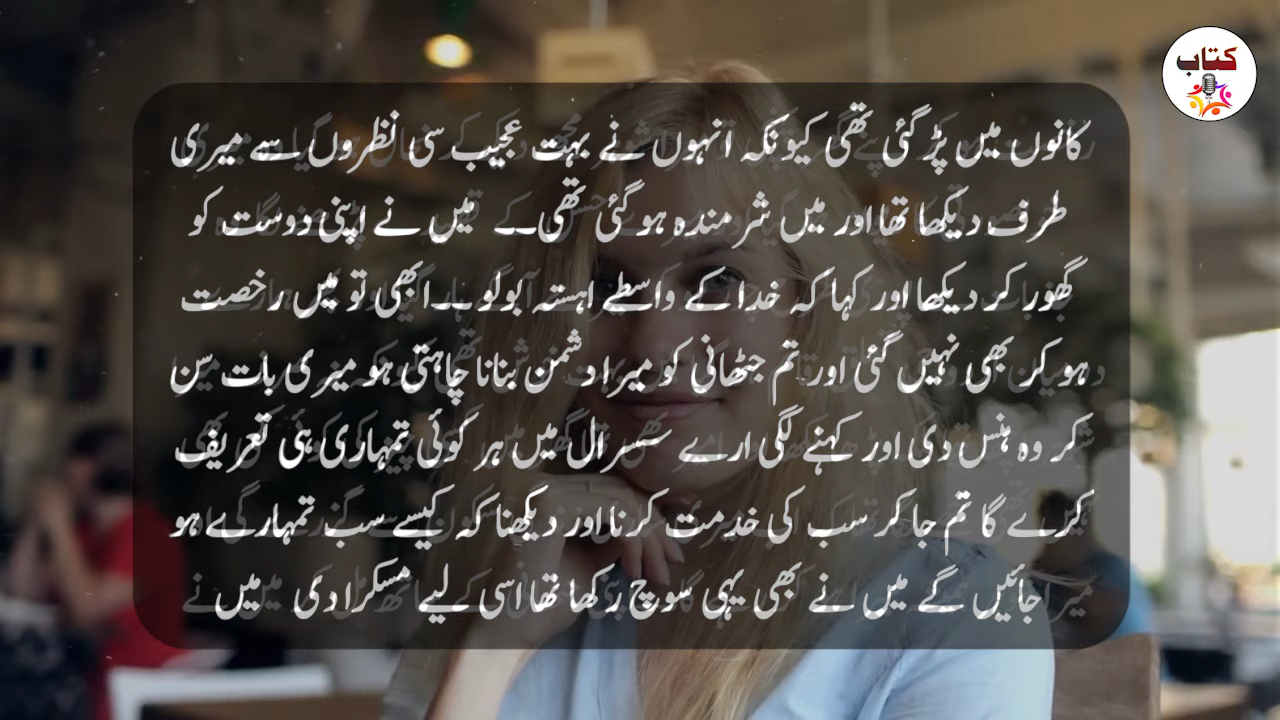 کتاب
کانوں میں پڑ گئی تھی کیونکہ انہوں نے بہت عجیب سی نظروں سے میری
طرف دیکھا تھا اور میں شرمندہ ہو گئی تھی۔۔ میں نے اپنی دوست کو
گھور کر دیکھا اور کہا کہ خدا کے واسطے اہستہ بولو ۔۔ ابھی تو میں رخصت
ہو کر بھی نہیں گئی اور تم جٹھانی کو میرا دشمن بنانا چاہتی ہو میری بات سن
کر وہ ہنس دی اور کہنے لگی ارے سسرال میں ہر کوئی تمہاری ہی تعریف
کرے گا تم جا کر سب کی خدمت کرنا اور دیکھنا کہ کیسے سب تمہارے ہو
جائیں گے میں نے بھی یہی سوچ رکھا تھا اسی لیے مسکرا دی میں